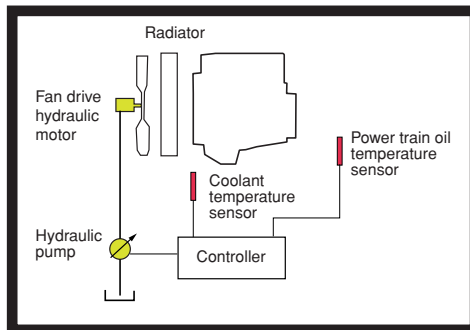 Radiator
Fan drive
hydraulic
motor
Power train oil
temperature
sensor
Coolant
temperature
sensor
Hydraulic
pump
Controller